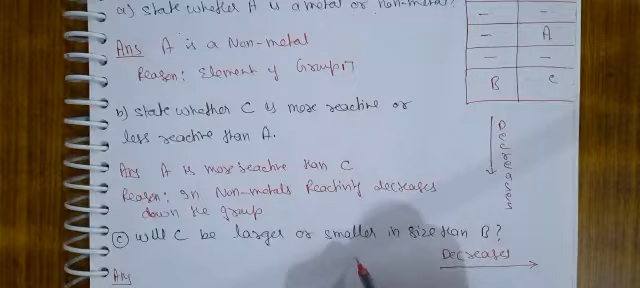 a) State whether A is a metal or non-metal?
Ans A is a Non-metal
Reason: Element of Group 17
b) State whether C is more reactive or
less reactive than A.
Ans A is more reactive than C
Reason: In Non-metals Reactivity decreases
down the group
(c) Will C be larger or smaller in size than B?
Ans
- -
- A
- -
B C
Decreases
Decreases